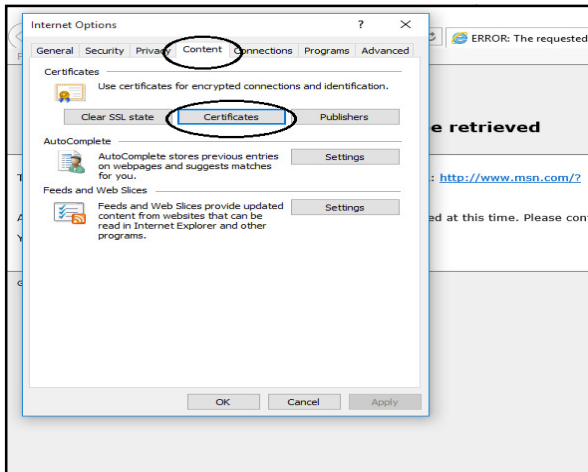 Internet Options ? ×
General Security Privacy Content Connections Programs Advanced
Certificates
Use certificates for encrypted connections and identification.
Clear SSL state Certificates Publishers
AutoComplete
AutoComplete stores previous entries
on webpages and suggests matches
for you.
Settings
Feeds and Web Slices
Feeds and Web Slices provide updated
content from websites that can be
read in Internet Explorer and other
programs.
Settings
OK Cancel Apply
ERROR: The requested
e retrieved
: http://www.msn.com/?
ed at this time. Please con